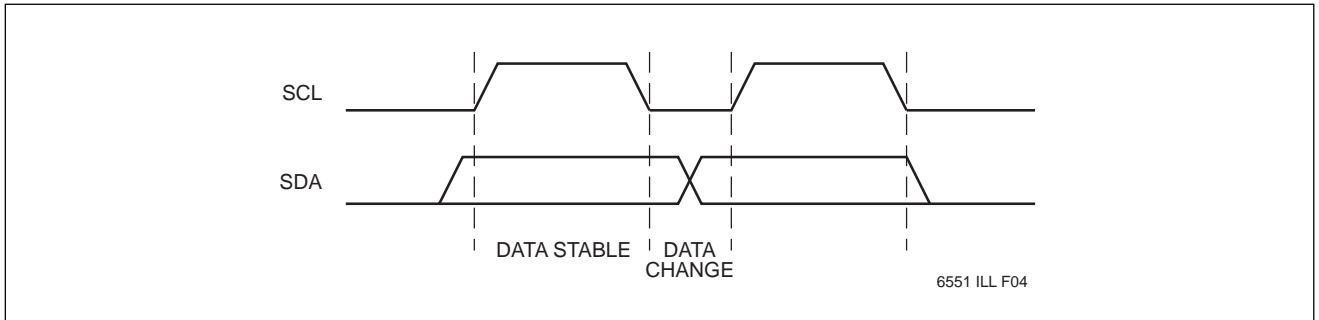 SCL
SDA
DATA STABLE
DATA
CHANGE
6551 ILL F04